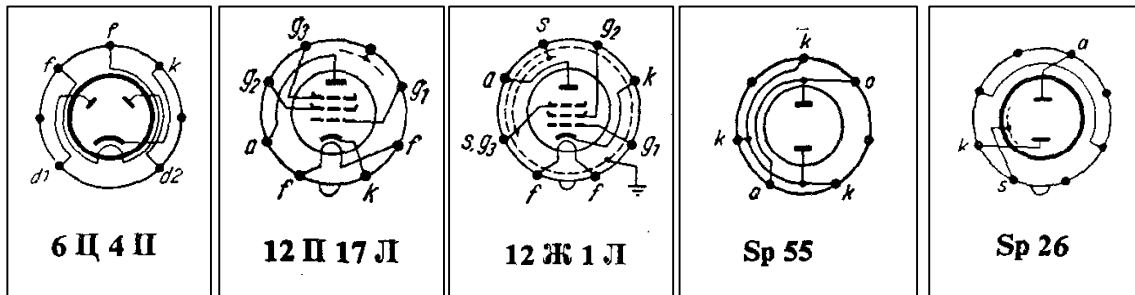 f f k d1 d2
6 Ц 4 П
g3 g2 g1 a f f k
12 П 17 Л
s g2 a k s,g3 g1 f f
12 Ж 1 Л
k a k a k
Sp 55
a k s
Sp 26